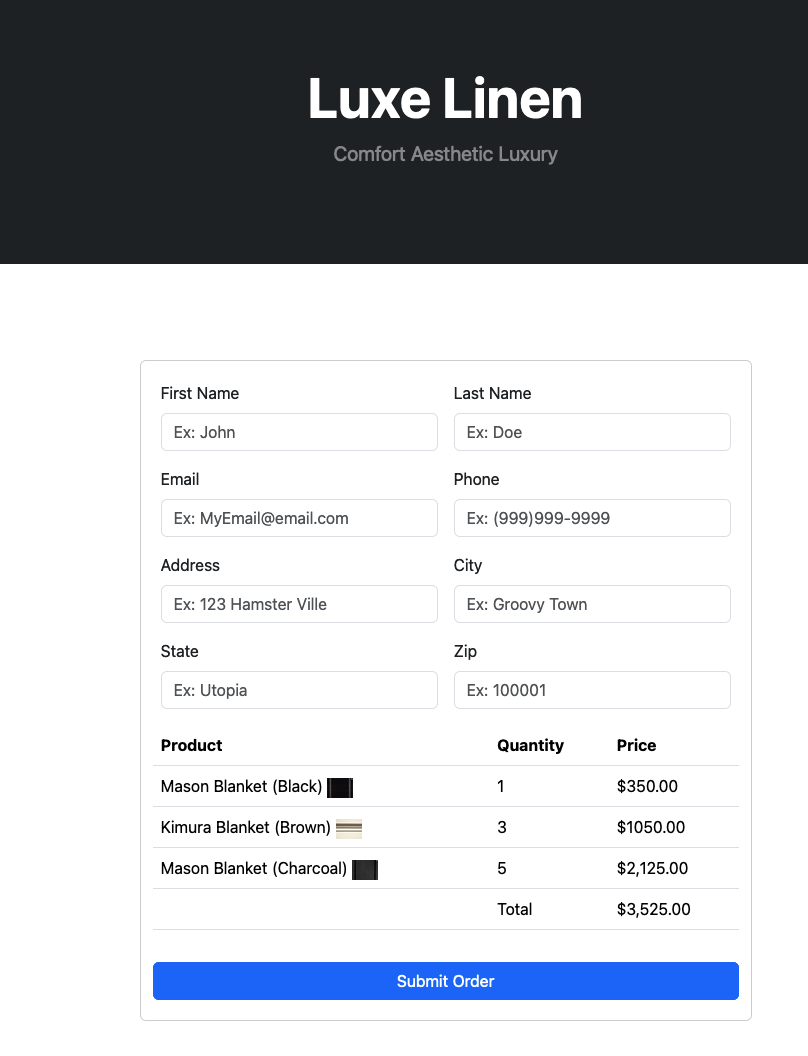 Luxe Linen
Comfort Aesthetic Luxury
First Name Last Name
Ex: John Ex: Doe
Email Phone
Ex: MyEmail@email.com Ex: (999)999-9999
Address City
Ex: 123 Hamster Ville Ex: Groovy Town
State Zip
Ex: Utopia Ex: 100001
Product Quantity Price
Mason Blanket (Black) 1 $350.00
Kimura Blanket (Brown) 3 $1050.00
Mason Blanket (Charcoal) 5 $2,125.00
Total $3,525.00
Submit Order